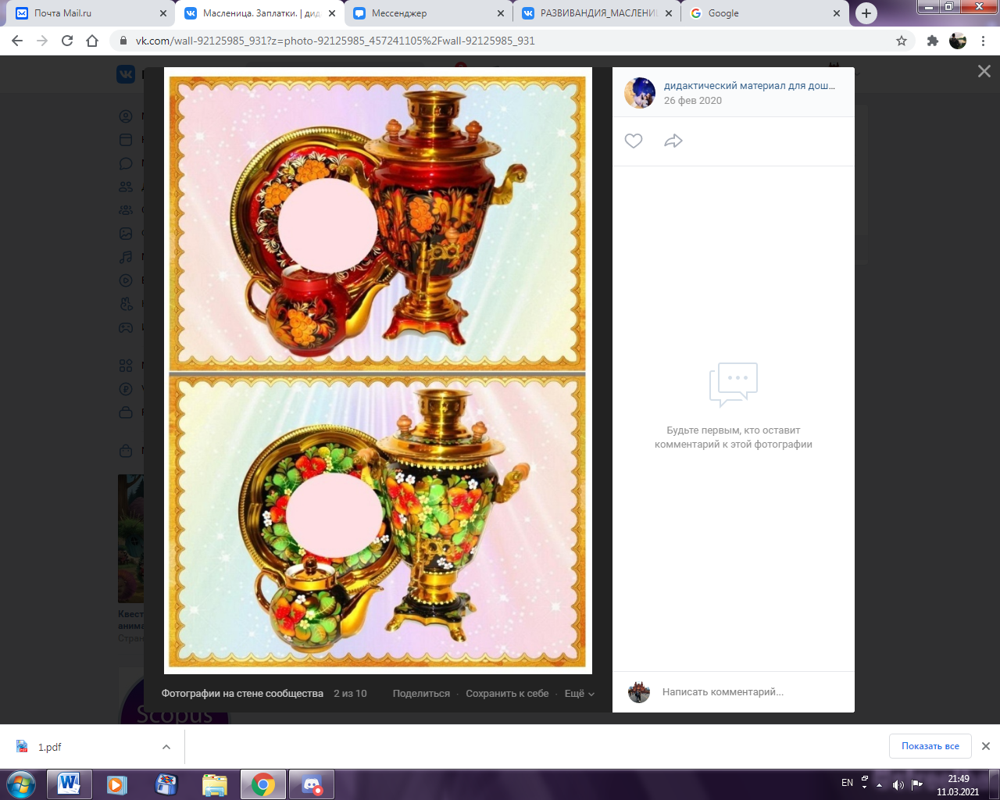 Почта Mail.ru
Масленица. Заплатки. | дид
Мессенджер
РАЗВИВАНДИЯ_МАСЛЕНИ
Google
vk.com/wall-92125985_931?z=photo-92125985_457241105%2Fwall-92125985_931
дидактический материал для дош...
26 фев 2020
Будьте первым, кто оставит
комментарий к этой фотографии
Квест
анима
Стран
Scopus
Фотографии на стене сообщества 2 из 10 Поделиться · Сохранить к себе · Ещё
Написать комментарий...
1.pdf
Показать все
EN
21:49
11.03.2021